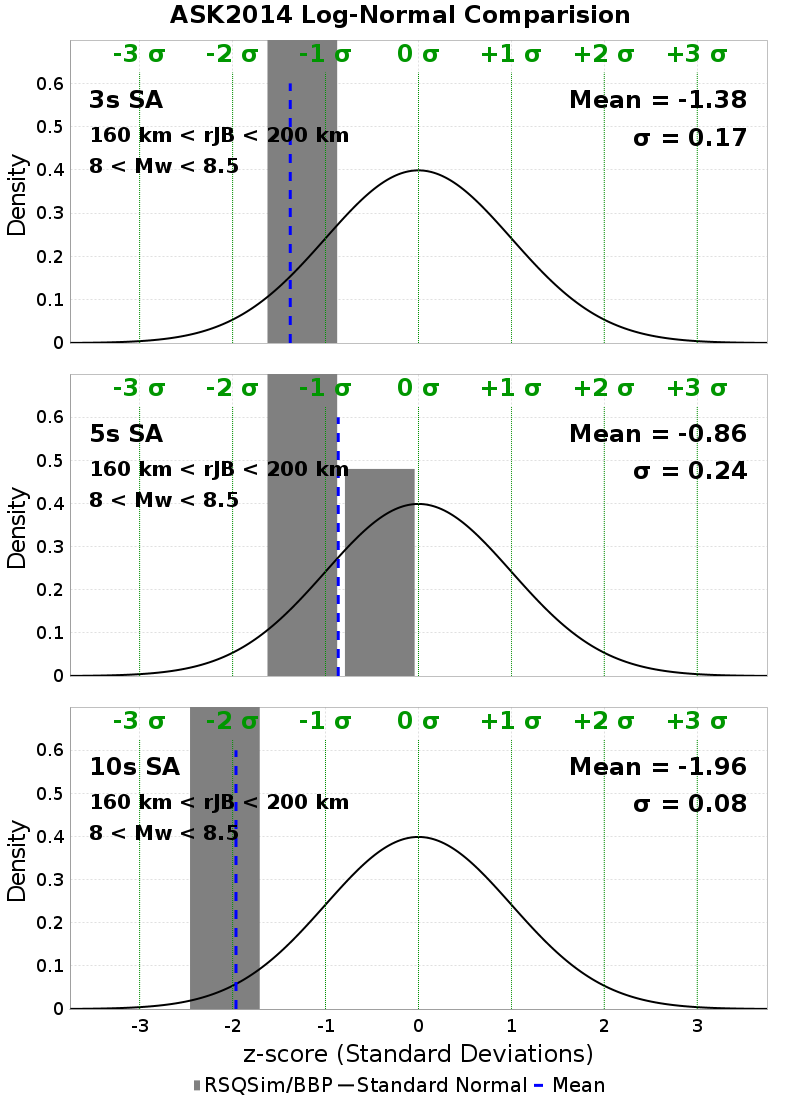 ASK2014 Log-Normal Comparision
-3 σ -2 σ -1 σ 0 σ +1 σ +2 σ +3 σ
3s SA
Mean = -1.38
160 km < rJB < 200 km
σ = 0.17
8 < Mw < 8.5
0.6
0.5
0.4
0.3
0.2
0.1
0
Density
-3 σ -2 σ -1 σ 0 σ +1 σ +2 σ +3 σ
5s SA
Mean = -0.86
160 km < rJB < 200 km
σ = 0.24
8 < Mw < 8.5
0.6
0.5
0.4
0.3
0.2
0.1
0
Density
-3 σ -2 σ -1 σ 0 σ +1 σ +2 σ +3 σ
10s SA
Mean = -1.96
160 km < rJB < 200 km
σ = 0.08
8 < Mw < 8.5
0.6
0.5
0.4
0.3
0.2
0.1
0
Density
-3 -2 -1 0 1 2 3
z-score (Standard Deviations)
RSQSim/BBP Standard Normal Mean